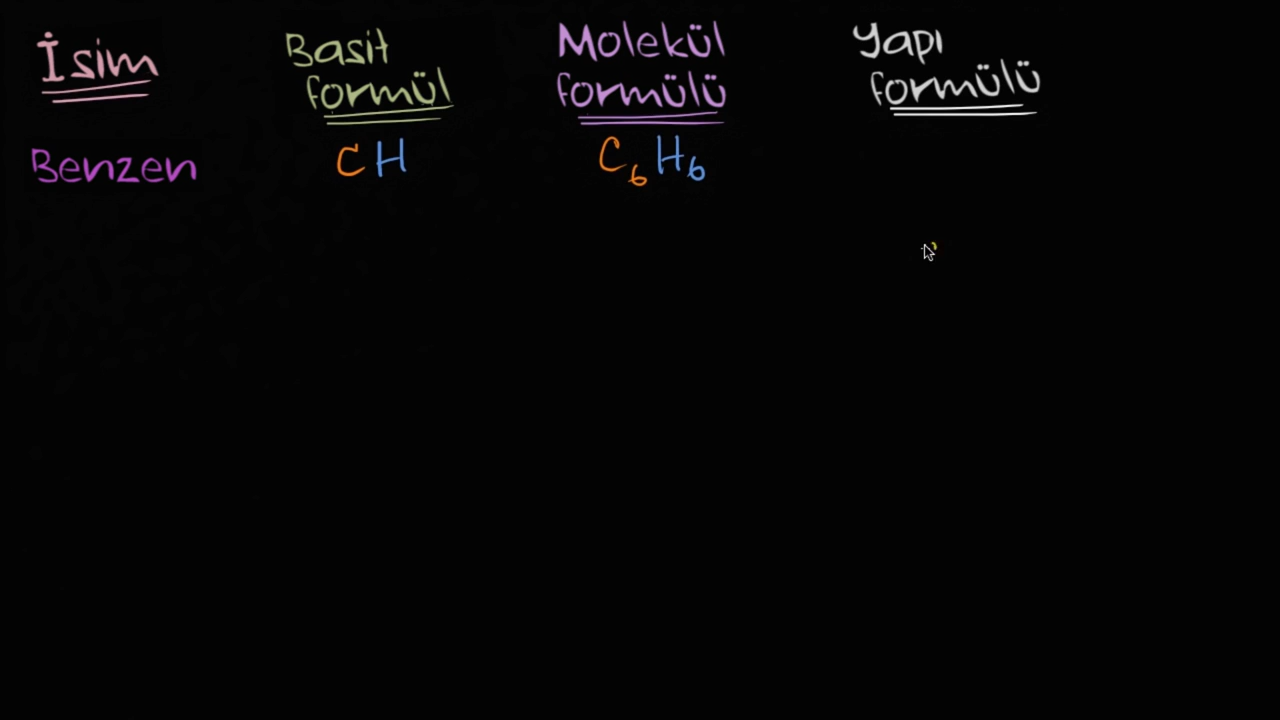 İsim
Basit
formül
Molekül
formülü
Yapı
formülü
Benzen
CH
C₆H₆